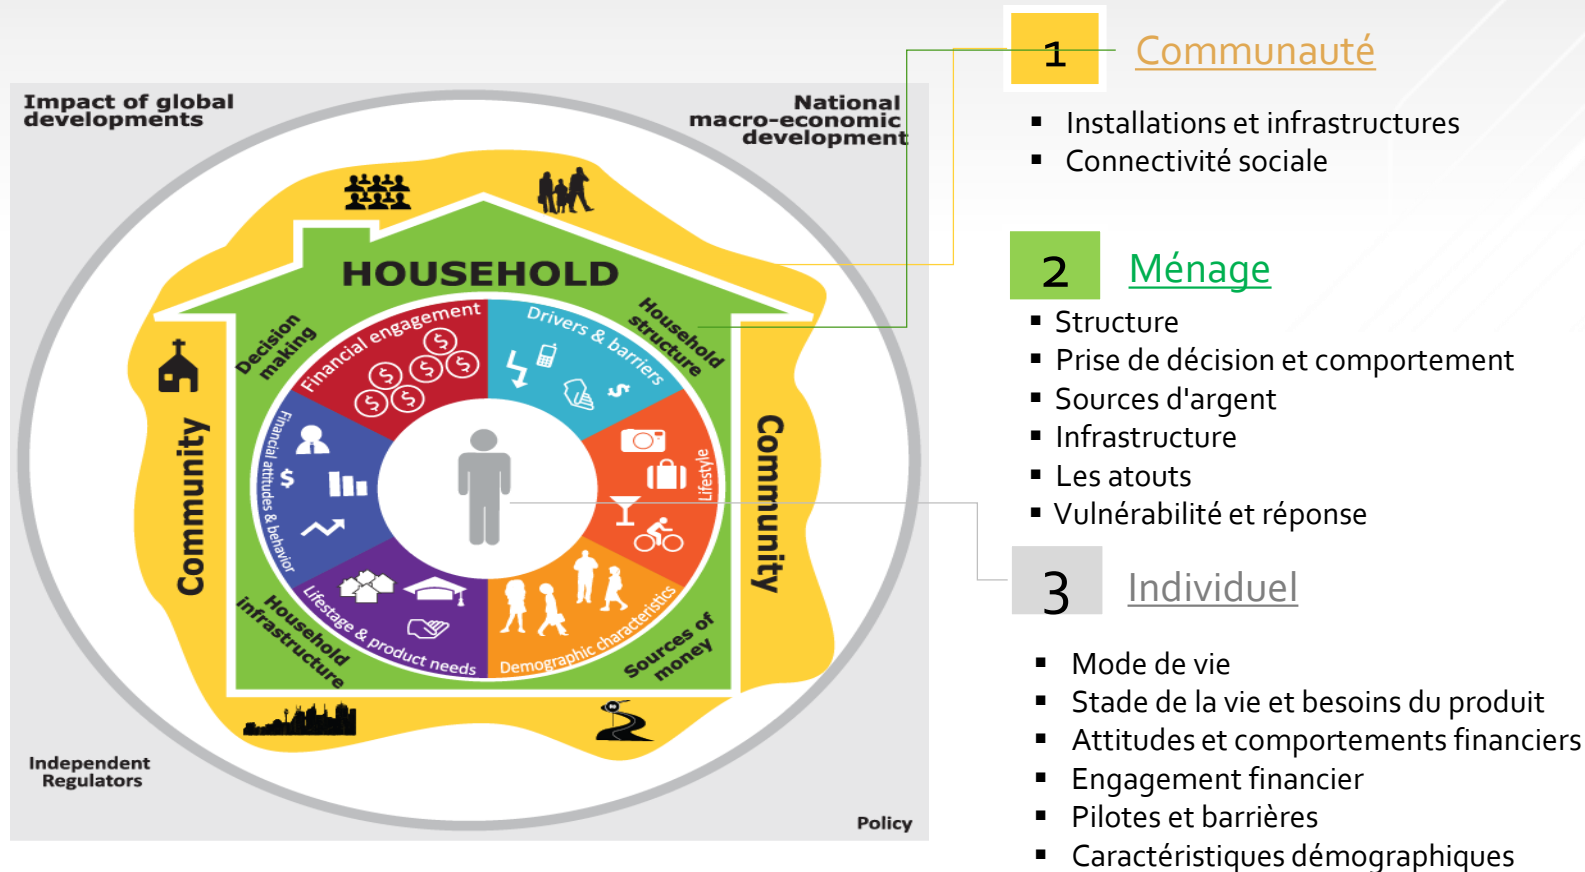 Impact of global
developments
National
macro-economic
development
HOUSEHOLD
Decision
making
Household
structure
Financial engagement
Drivers & barriers
Financial attitudes & behavior
Lifestyle
Lifestage & product needs
Demographic characteristics
Household
infrastructure
Sources of
money
Community
Community
Independent
Regulators
Policy
1
Communauté
▪ Installations et infrastructures
▪ Connectivité sociale
2
Ménage
▪ Structure
▪ Prise de décision et comportement
▪ Sources d'argent
▪ Infrastructure
▪ Les atouts
▪ Vulnérabilité et réponse
3
Individuel
▪ Mode de vie
▪ Stade de la vie et besoins du produit
▪ Attitudes et comportements financiers
▪ Engagement financier
▪ Pilotes et barrières
▪ Caractéristiques démographiques